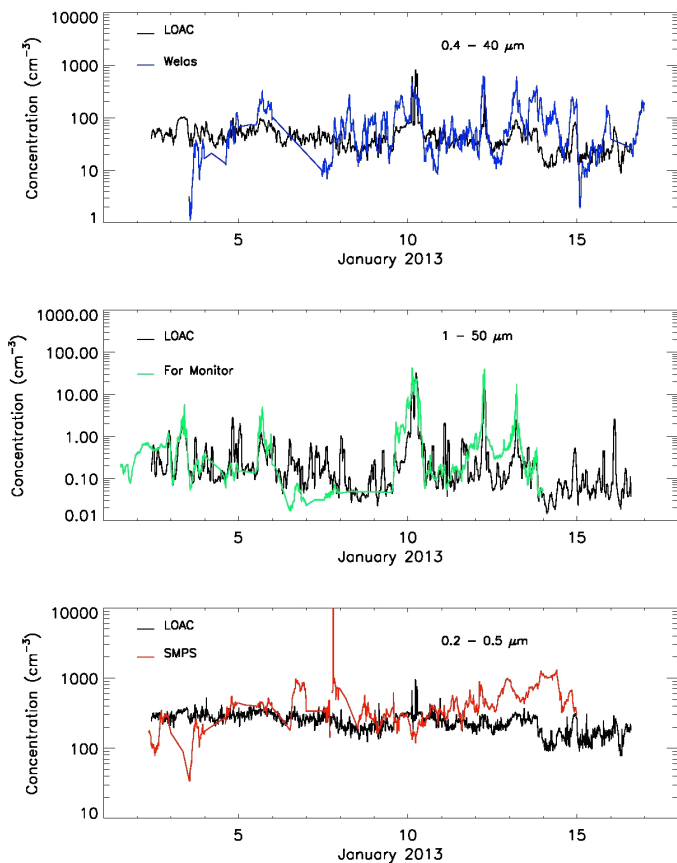 10000
1000
100
10
1
Concentration (cm⁻³)
LOAC
Welas
0.4 – 40 μm
5
10
15
January 2013
1000.00
100.00
10.00
1.00
0.10
0.01
Concentration (cm⁻³)
LOAC
For Monitor
1 – 50 μm
5
10
15
January 2013
10000
1000
100
10
Concentration (cm⁻³)
LOAC
SMPS
0.2 – 0.5 μm
5
10
15
January 2013